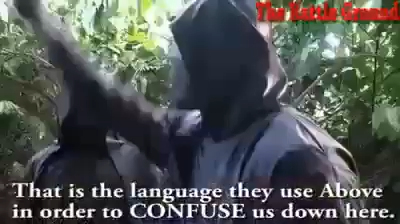 The Battle Ground
That is the language they use Above
in order to CONFUSE us down here.